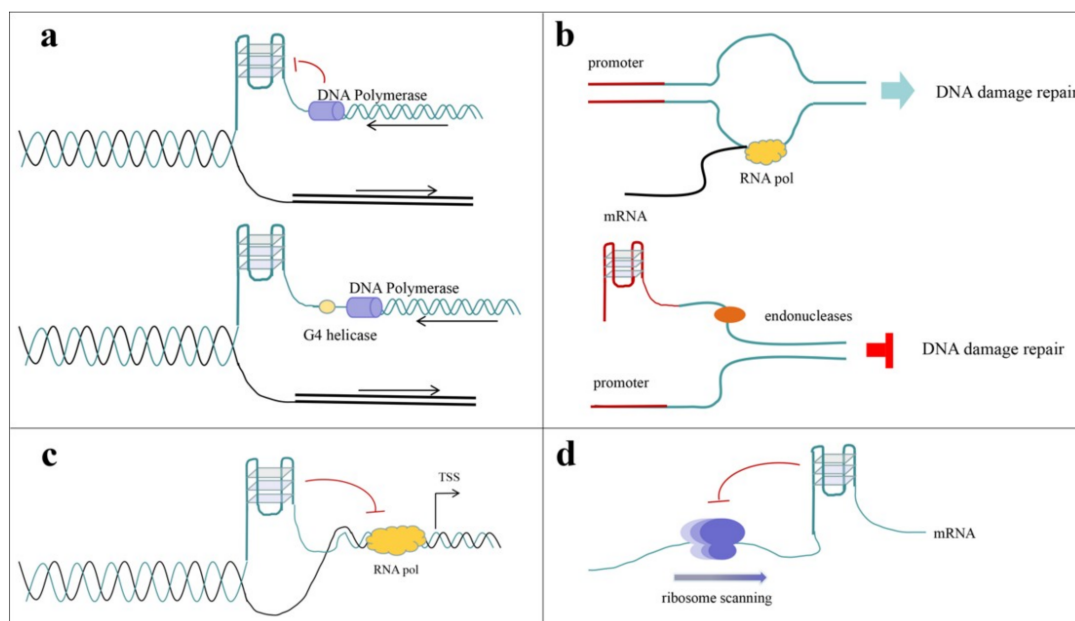 a
DNA Polymerase
DNA Polymerase
G4 helicase
b
promoter
DNA damage repair
RNA pol
mRNA
endonucleases
DNA damage repair
promoter
c
TSS
RNA pol
d
mRNA
ribosome scanning